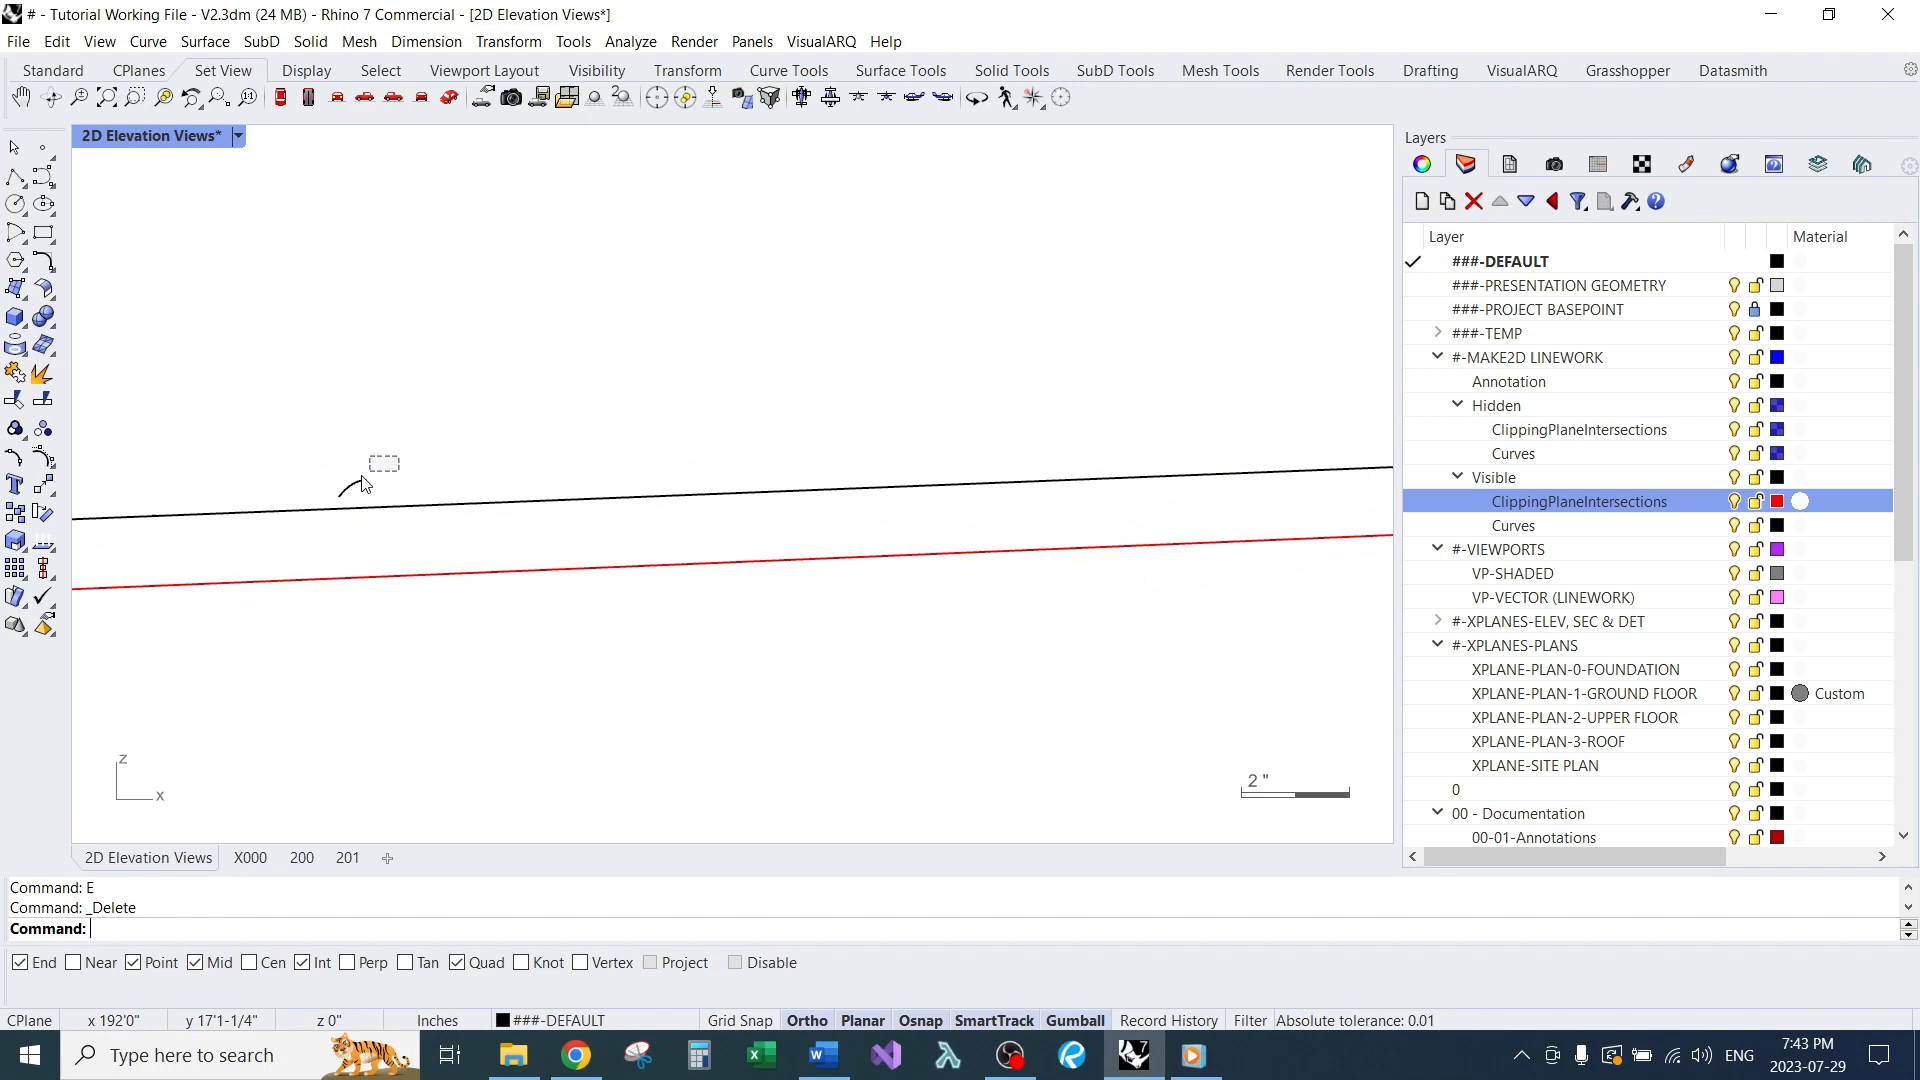 # - Tutorial Working File - V2.3dm (24 MB) - Rhino 7 Commercial - [2D Elevation Views*]
File Edit View Curve Surface SubD Solid Mesh Dimension Transform Tools Analyze Render Panels VisualARQ Help
Standard CPlanes Set View Display Select Viewport Layout Visibility Transform Curve Tools Surface Tools Solid Tools SubD Tools Mesh Tools Render Tools Drafting VisualARQ Grasshopper Datasmith
2D Elevation Views*
Layers
Layer Material
###-DEFAULT
###-PRESENTATION GEOMETRY
###-PROJECT BASEPOINT
###-TEMP
#-MAKE2D LINEWORK
Annotation
Hidden
ClippingPlaneIntersections
Curves
Visible
ClippingPlaneIntersections
Curves
#-VIEWPORTS
VP-SHADED
VP-VECTOR (LINEWORK)
#-XPLANES-ELEV, SEC & DET
#-XPLANES-PLANS
XPLANE-PLAN-0-FOUNDATION
XPLANE-PLAN-1-GROUND FLOOR Custom
XPLANE-PLAN-2-UPPER FLOOR
XPLANE-PLAN-3-ROOF
XPLANE-SITE PLAN
0
00 - Documentation
00-01-Annotations
z
x
2 "
2D Elevation Views X000 200 201
Command: E
Command: _Delete
Command:
End Near Point Mid Cen Int Perp Tan Quad Knot Vertex Project Disable
CPlane x 192'0" y 17'1-1/4" z 0" Inches ###-DEFAULT Grid Snap Ortho Planar Osnap SmartTrack Gumball Record History Filter Absolute tolerance: 0.01
Type here to search
ENG
7:43 PM
2023-07-29